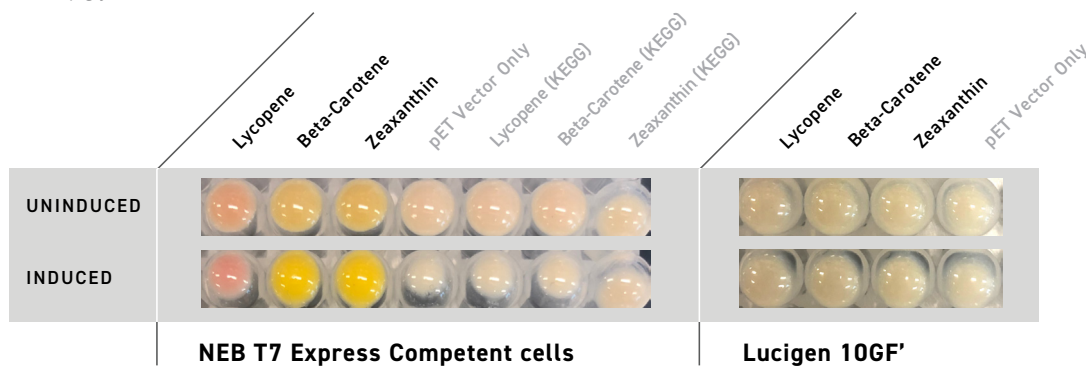 Lycopene
Beta-Carotene
Zeaxanthin
pET Vector Only
Lycopene (KEGG)
Beta-Carotene (KEGG)
Zeaxanthin (KEGG)
Lycopene
Beta-Carotene
Zeaxanthin
pET Vector Only
UNINDUCED
INDUCED
NEB T7 Express Competent cells
Lucigen 10GF’